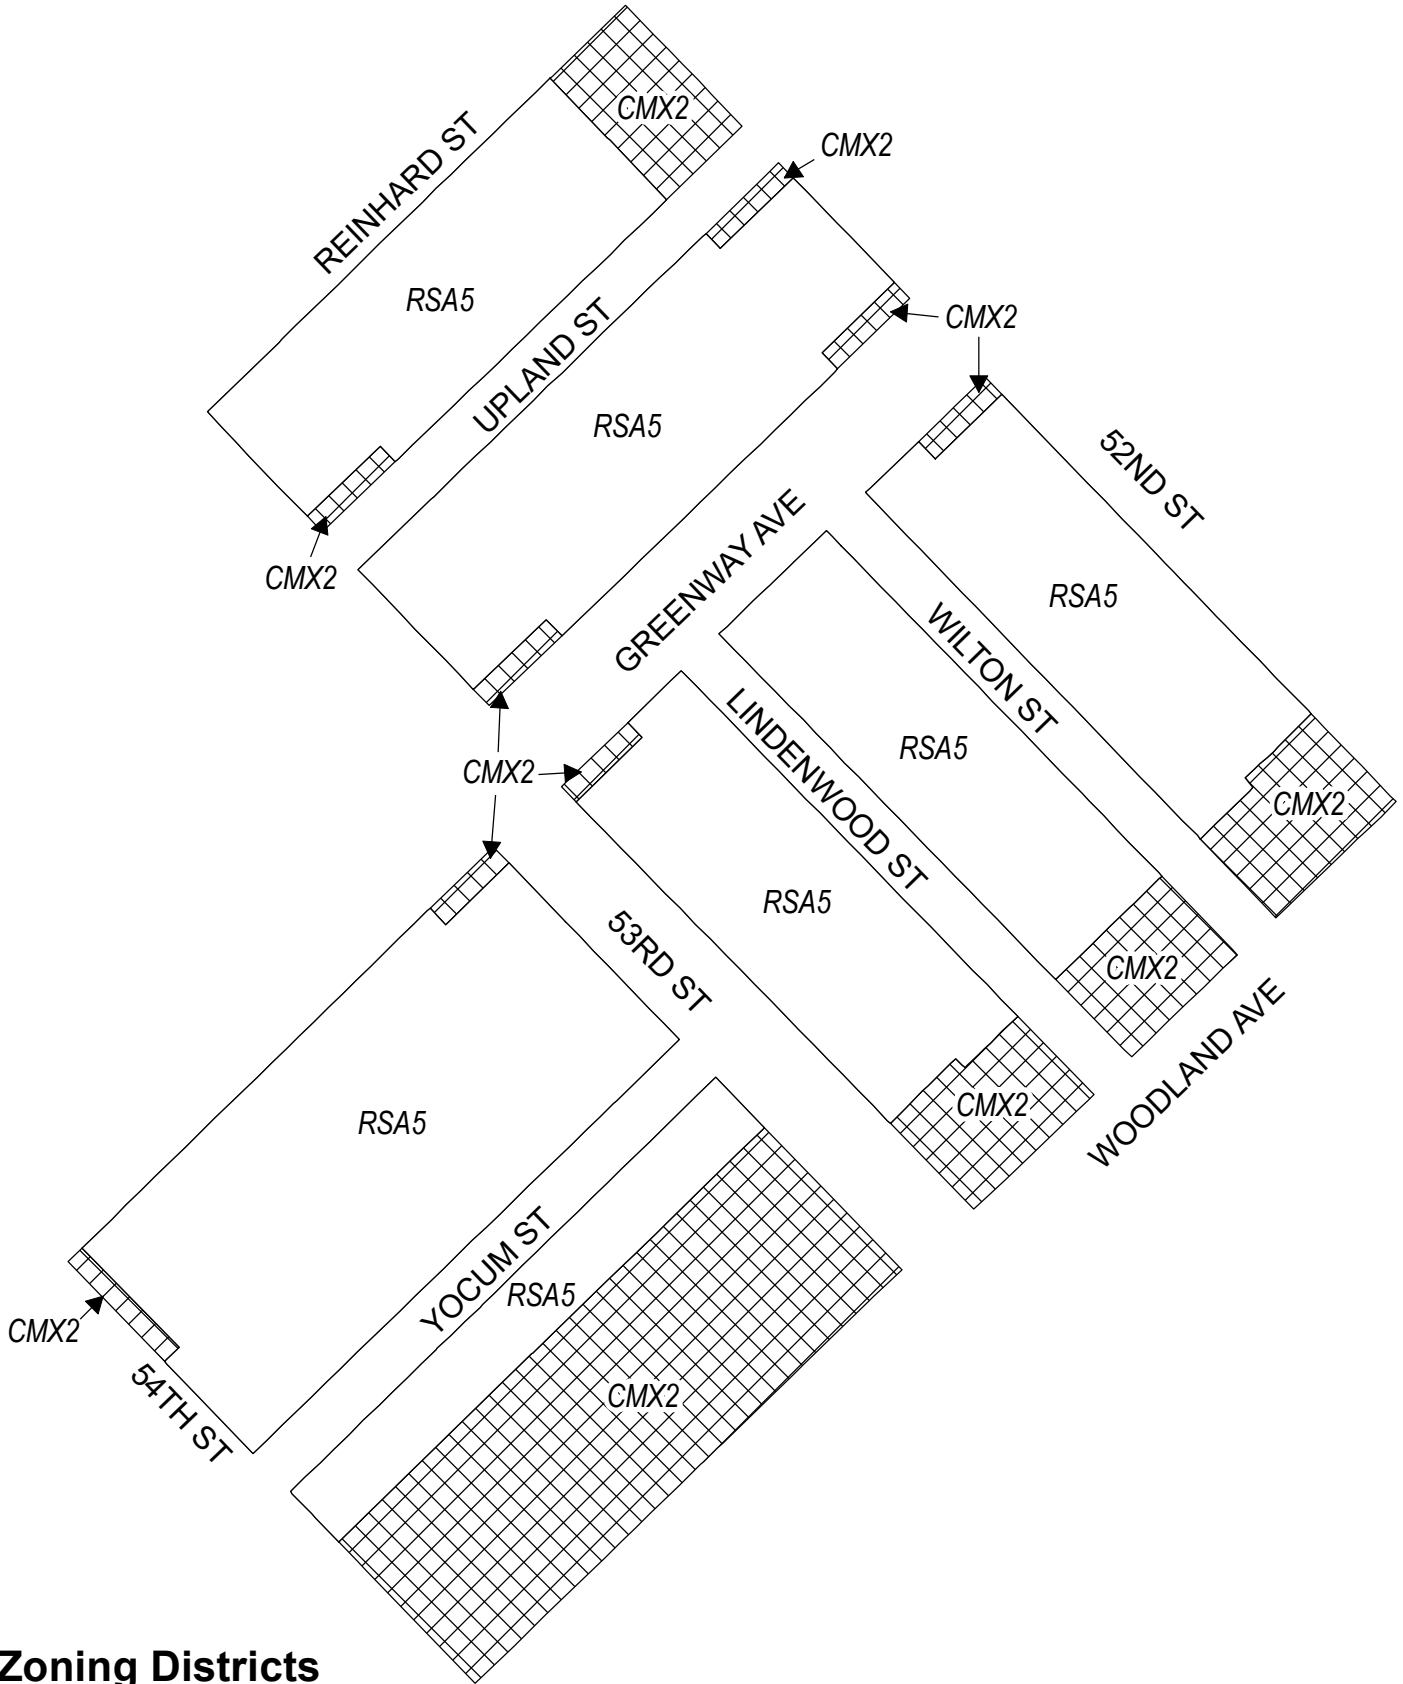 CMX2
CMX2
REINHARD ST
RSA5
CMX2
UPLAND ST
RSA5
52ND ST
CMX2
GREENWAY AVE
RSA5
WILTON ST
LINDENWOOD ST
RSA5
CMX2
CMX2
RSA5
53RD ST
CMX2
WOODLAND AVE
CMX2
RSA5
YOCUM ST
RSA5
CMX2
54TH ST
CMX2
Zoning Districts